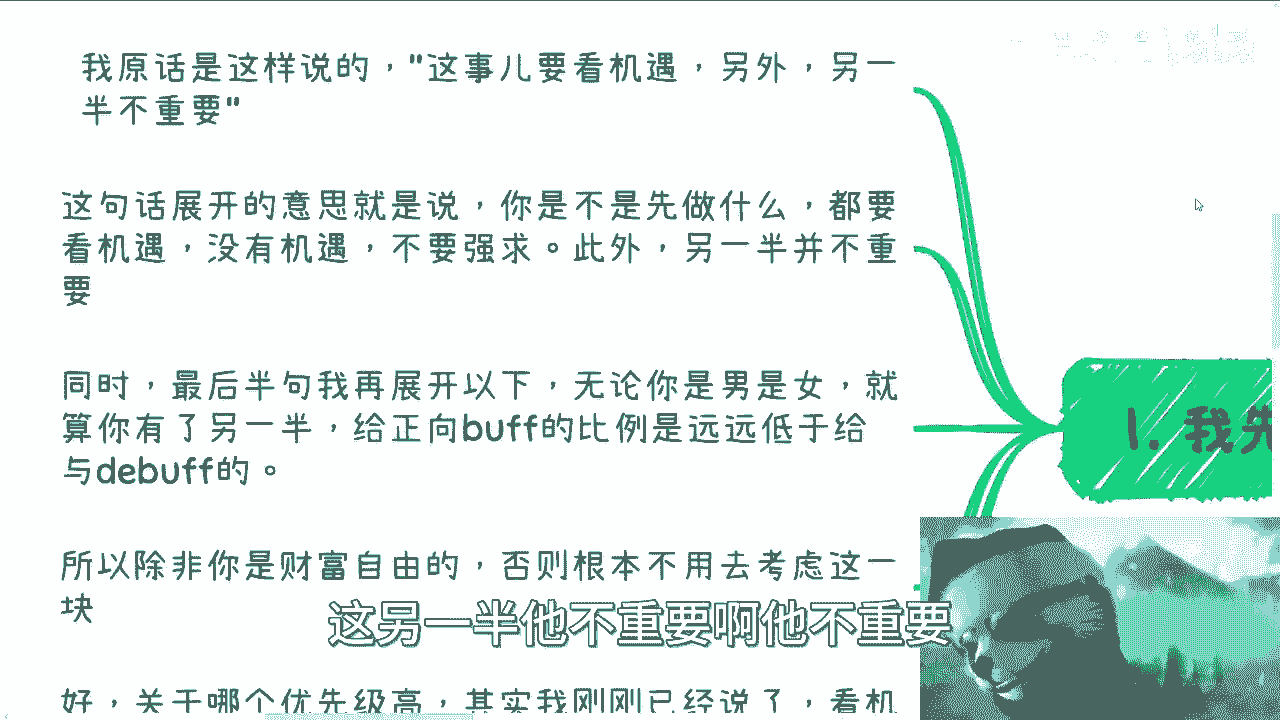 我原话是这样说的，"这事儿要看机遇，另外，另一
半不重要"
这句话展开的意思就是说，你是不是先做什么，都要
看机遇，没有机遇，不要强求。此外，另一半并不重
要
同时，最后半句我再展开以下，无论你是男是女，就
算你有了另一半，给正向buff的比例是远远低于给
与debuff的。
所以除非你是财富自由的，否则根本不用去考虑这一
块
好，关于哪个优先级高，其实我刚刚已经说了，看机
1. 我先
这另一半他不重要啊他不重要